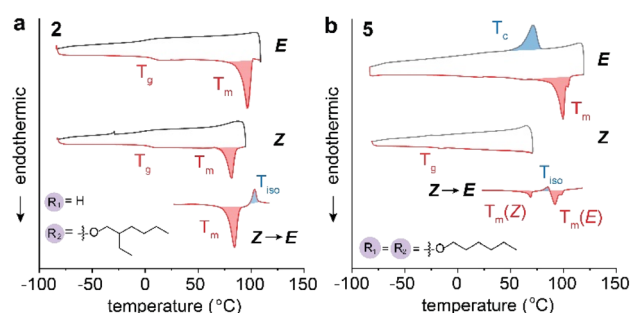 a
2
E
Tg
Tm
Z
Tg
Tm
Tiso
R1 = H
R2 = O
Tm
Z → E
endothermic
-100 -50 0 50 100 150
temperature (°C)
b
5
Tc
E
Tm
Z
Tg
Tiso
Z → E
Tm(Z)
Tm(E)
R1 = R2 = O
endothermic
-100 -50 0 50 100 150
temperature (°C)